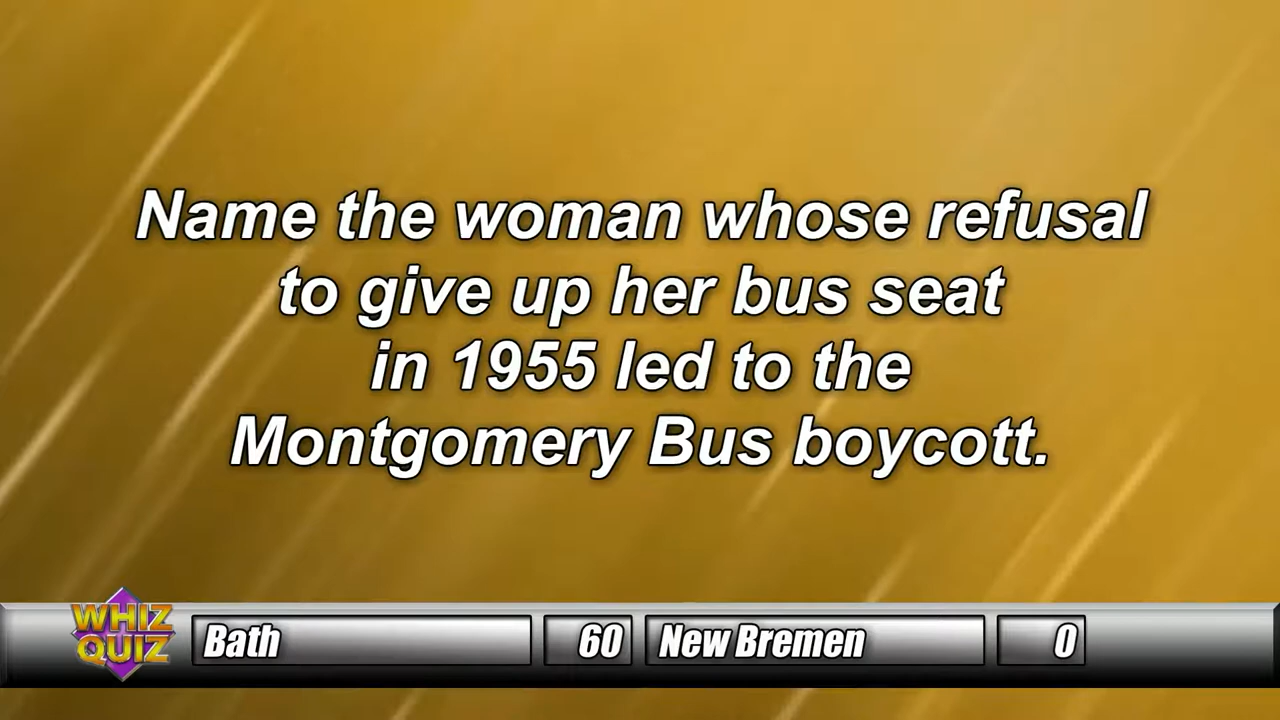 Name the woman whose refusal
to give up her bus seat
in 1955 led to the
Montgomery Bus boycott.
WHIZ
QUIZ
Bath 60 New Bremen 0